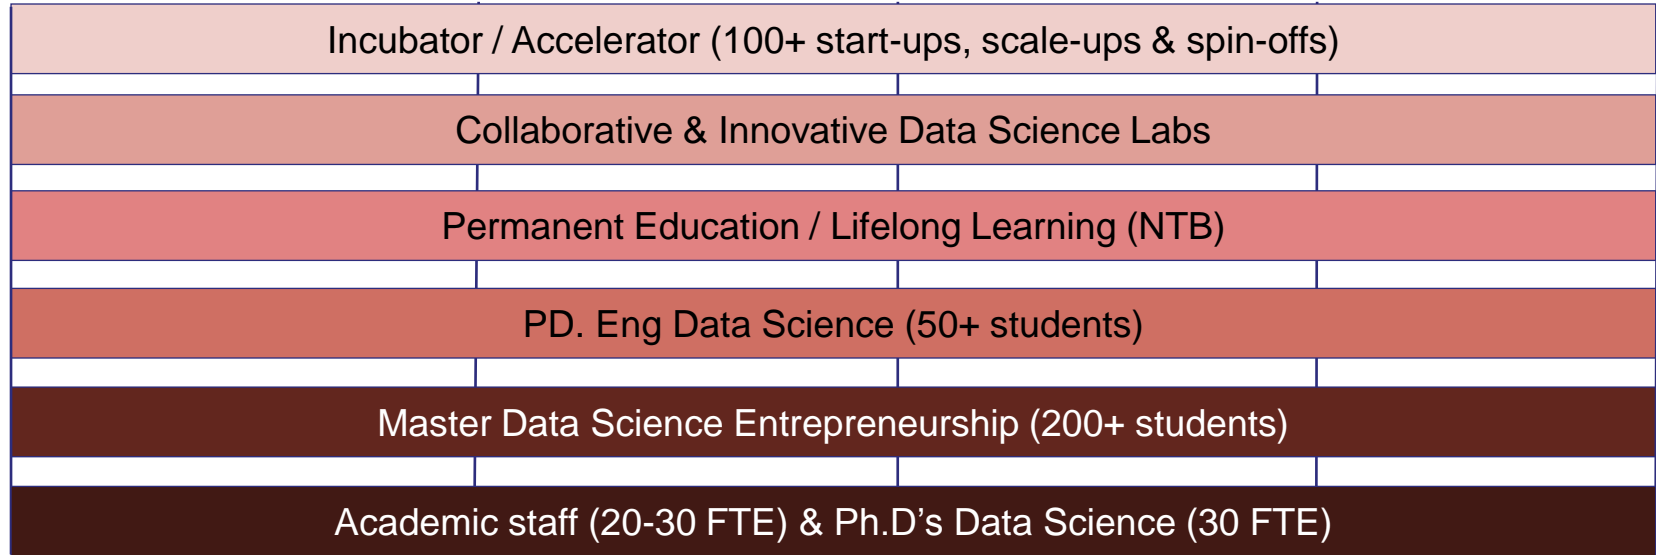 Incubator / Accelerator (100+ start-ups, scale-ups & spin-offs)
Collaborative & Innovative Data Science Labs
Permanent Education / Lifelong Learning (NTB)
PD. Eng Data Science (50+ students)
Master Data Science Entrepreneurship (200+ students)
Academic staff (20-30 FTE) & Ph.D’s Data Science (30 FTE)